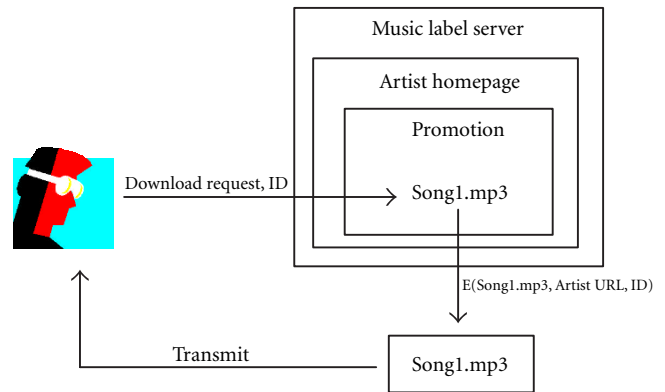 Music label server
Artist homepage
Promotion
Download request, ID
Song1.mp3
E(Song1.mp3, Artist URL, ID)
Transmit
Song1.mp3